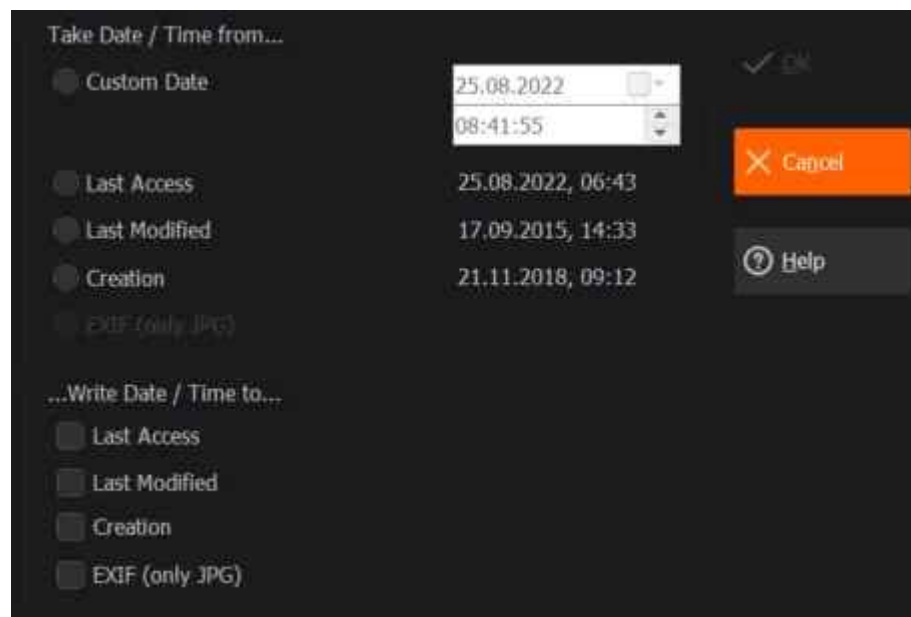 Take Date / Time from...
Custom Date
25.08.2022
08:41:55
OK
Cancel
Last Access 25.08.2022, 06:43
Last Modified 17.09.2015, 14:33
Creation 21.11.2018, 09:12
Help
EXIF (only JPG)
...Write Date / Time to...
Last Access
Last Modified
Creation
EXIF (only JPG)